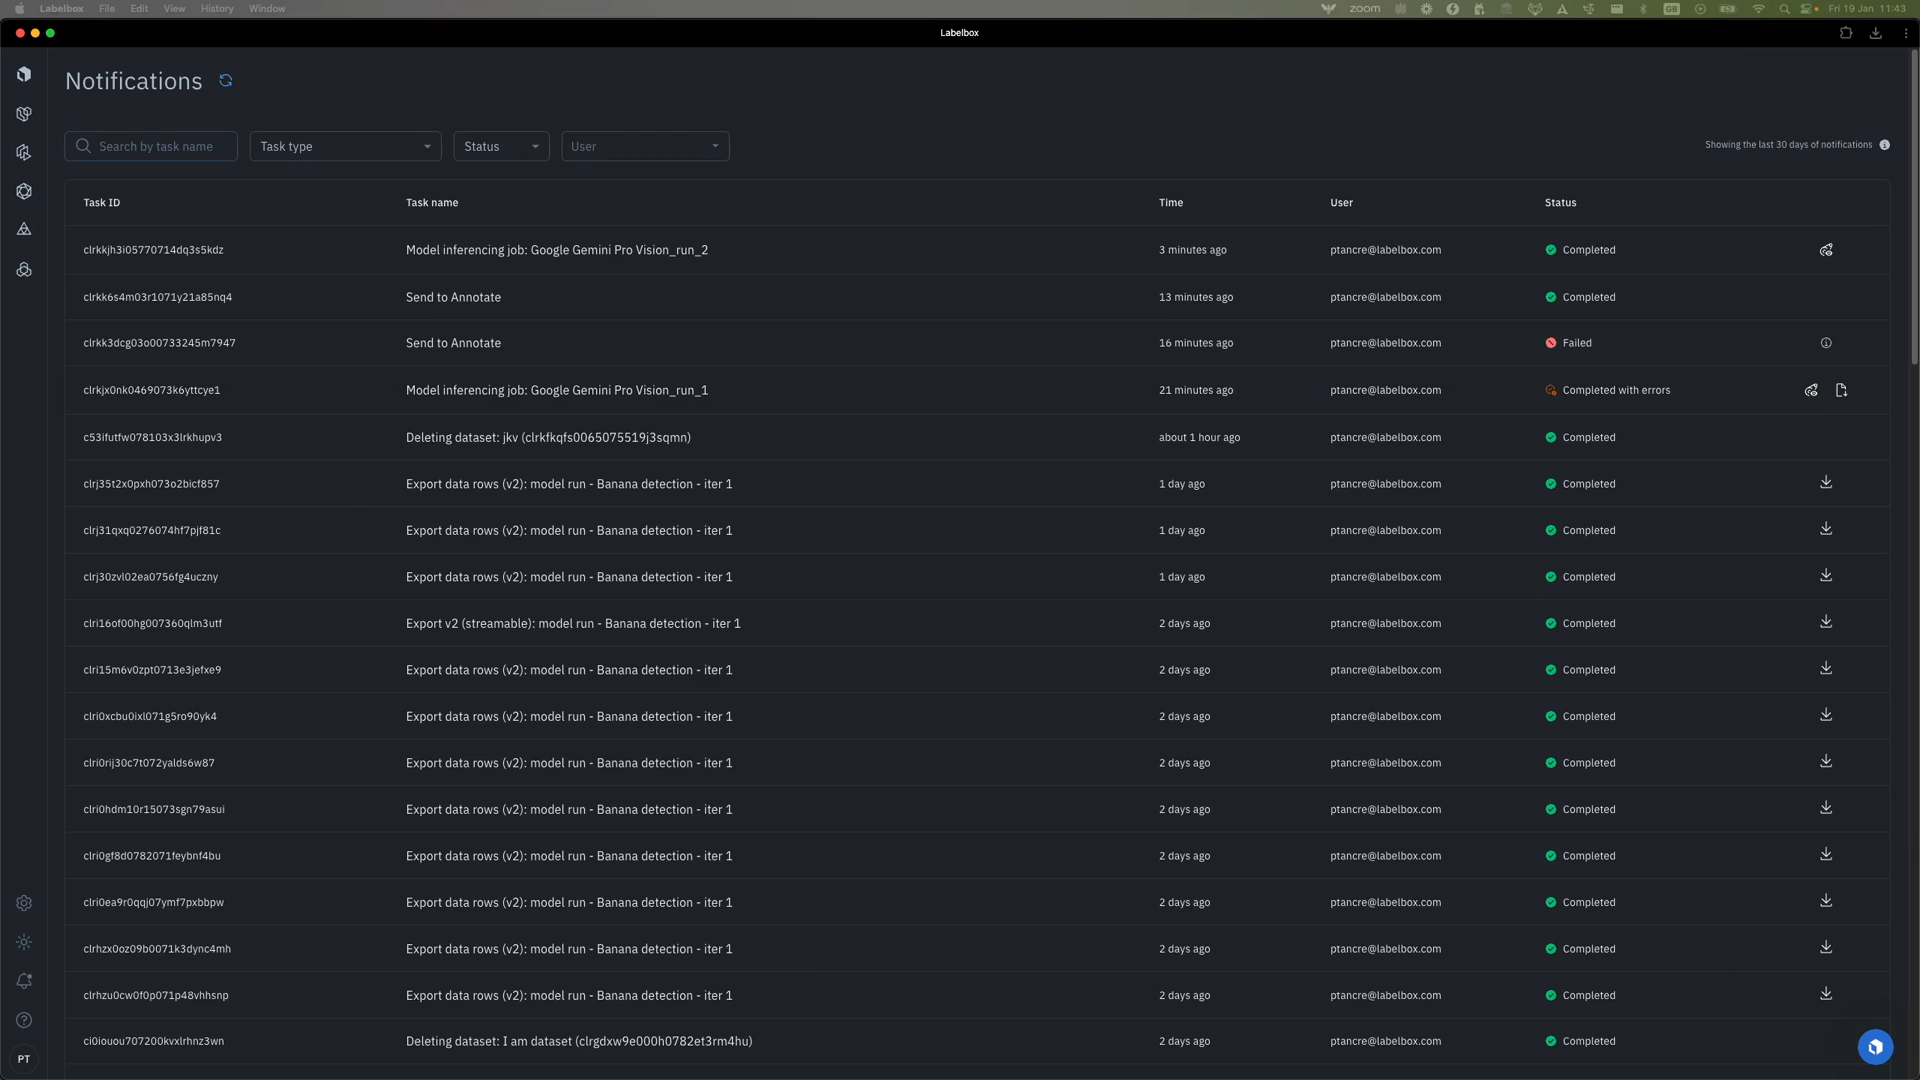 Labelbox File Edit View History Window zoom GB Fri 19 Jan 11:43
Labelbox
Notifications
Search by task name Task type Status User Showing the last 30 days of notifications
Task ID Task name Time User Status
clrkkjh3i05770714dq3s5kdz Model inferencing job: Google Gemini Pro Vision_run_2 3 minutes ago ptancre@labelbox.com Completed
clrkk6s4m03r1071y21a85nq4 Send to Annotate 13 minutes ago ptancre@labelbox.com Completed
clrkk3dcg03o00733245m7947 Send to Annotate 16 minutes ago ptancre@labelbox.com Failed
clrkjx0nk0469073k6yttcye1 Model inferencing job: Google Gemini Pro Vision_run_1 21 minutes ago ptancre@labelbox.com Completed with errors
c53ifutfw078103x3lrkhupv3 Deleting dataset: jkv (clrkfkqfs0065075519j3sqmn) about 1 hour ago ptancre@labelbox.com Completed
clrj35t2x0pxh073o2bicf857 Export data rows (v2): model run - Banana detection - iter 1 1 day ago ptancre@labelbox.com Completed
clrj31qxq0276074hf7pjf81c Export data rows (v2): model run - Banana detection - iter 1 1 day ago ptancre@labelbox.com Completed
clrj30zvl02ea0756fg4uczny Export data rows (v2): model run - Banana detection - iter 1 1 day ago ptancre@labelbox.com Completed
clri16of00hg007360qlm3utf Export v2 (streamable): model run - Banana detection - iter 1 2 days ago ptancre@labelbox.com Completed
clri15m6v0zpt0713e3jefxe9 Export data rows (v2): model run - Banana detection - iter 1 2 days ago ptancre@labelbox.com Completed
clri0xcbu0ixl071g5ro90yk4 Export data rows (v2): model run - Banana detection - iter 1 2 days ago ptancre@labelbox.com Completed
clri0rij30c7t072yalds6w87 Export data rows (v2): model run - Banana detection - iter 1 2 days ago ptancre@labelbox.com Completed
clri0hdm10r15073sgn79asui Export data rows (v2): model run - Banana detection - iter 1 2 days ago ptancre@labelbox.com Completed
clri0gf8d0782071feybnf4bu Export data rows (v2): model run - Banana detection - iter 1 2 days ago ptancre@labelbox.com Completed
clri0ea9r0qqj07ymf7pxbbpw Export data rows (v2): model run - Banana detection - iter 1 2 days ago ptancre@labelbox.com Completed
clrhzx0oz09b0071k3dync4mh Export data rows (v2): model run - Banana detection - iter 1 2 days ago ptancre@labelbox.com Completed
clrhzu0cw0f0p071p48vhhsnp Export data rows (v2): model run - Banana detection - iter 1 2 days ago ptancre@labelbox.com Completed
ci0iouou707200kvxlrhnz3wn Deleting dataset: I am dataset (clrgdxw9e000h0782et3rm4hu) 2 days ago ptancre@labelbox.com Completed
PT